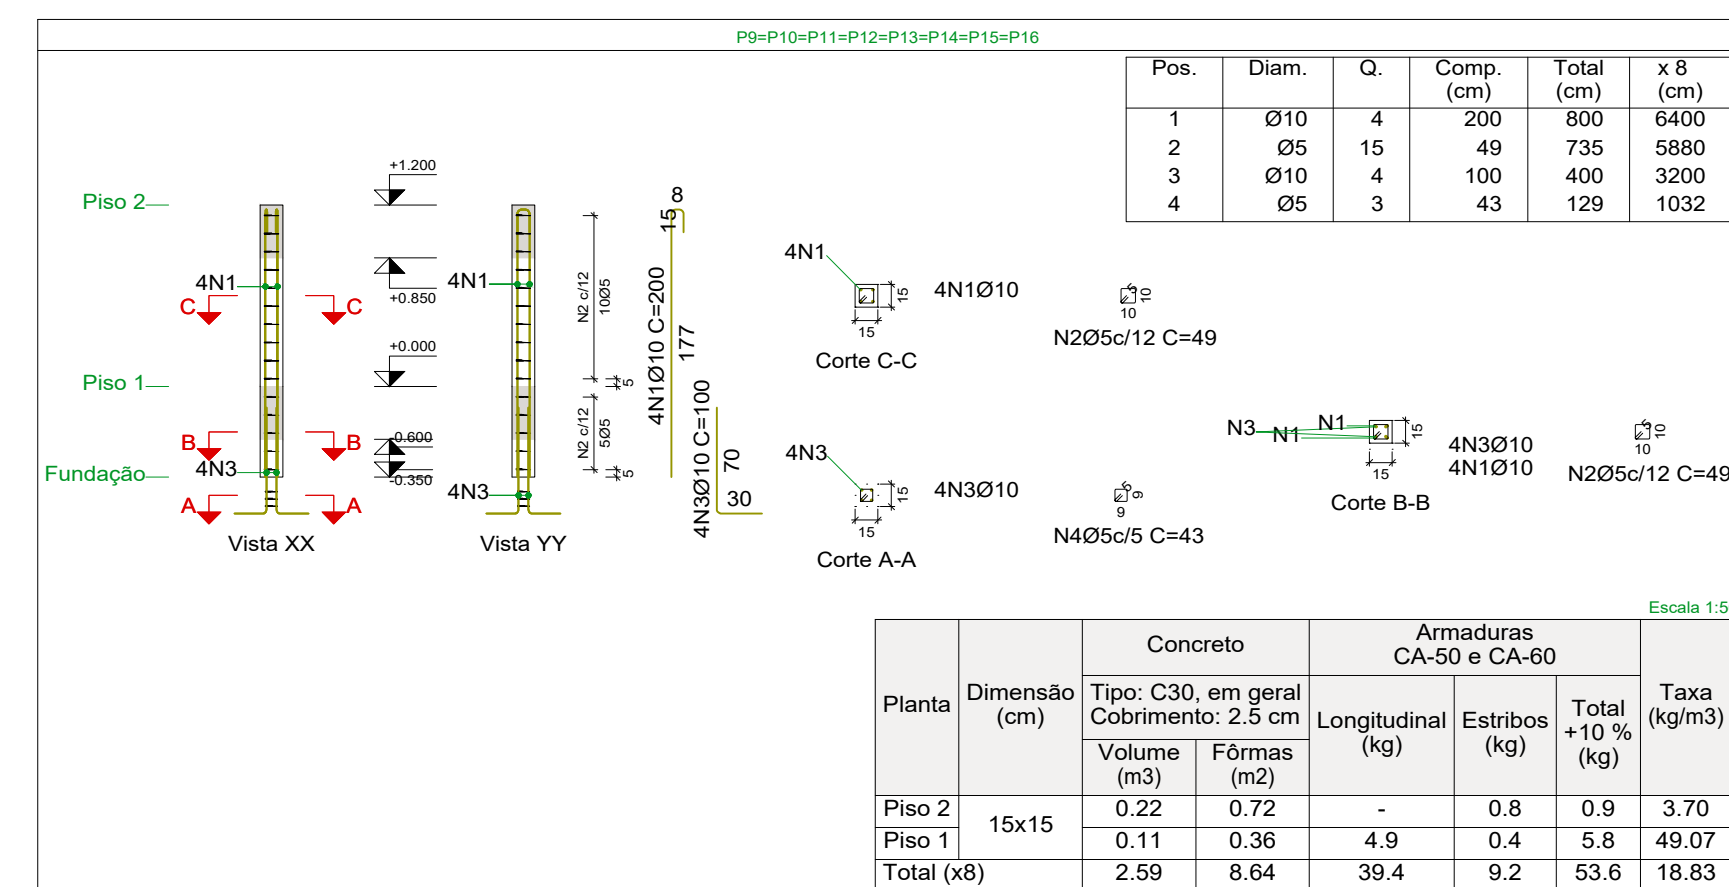 P9=P10=P11=P12=P13=P14=P15=P16
Pos. Diam. Q. Comp. (cm) Total (cm) x 8 (cm)
1 Ø10 4 200 800 6400
2 Ø5 15 49 735 5880
3 Ø10 4 100 400 3200
4 Ø5 3 43 129 1032
Piso 2
Piso 1
Fundação
4N1
C C
B B
4N3
A A
Vista XX
+1.200
+0.850
+0.000
-0.600
-0.350
4N1
4N3
Vista YY
N2 c/12
10Ø5
5
N2 c/12
5Ø5
5
8
15
4N1Ø10 C=200
177
4N3Ø10 C=100
70
30
4N1
15
15
4N1Ø10
Corte C-C
5
10
10
N2Ø5c/12 C=49
4N3
15
15
4N3Ø10
Corte A-A
5
9
9
N4Ø5c/5 C=43
N3
N1
N1
15
15
4N3Ø10
4N1Ø10
Corte B-B
5
10
10
N2Ø5c/12 C=49
Escala 1:5
Planta
Dimensão
(cm)
Concreto
Tipo: C30, em geral
Cobrimento: 2.5 cm
Volume
(m3)
Fôrmas
(m2)
Armaduras
CA-50 e CA-60
Longitudinal
(kg)
Estribos
(kg)
Total
+10 %
(kg)
Taxa
(kg/m3)
Piso 2 15x15 0.22 0.72 - 0.8 0.9 3.70
Piso 1 0.11 0.36 4.9 0.4 5.8 49.07
Total (x8) 2.59 8.64 39.4 9.2 53.6 18.83